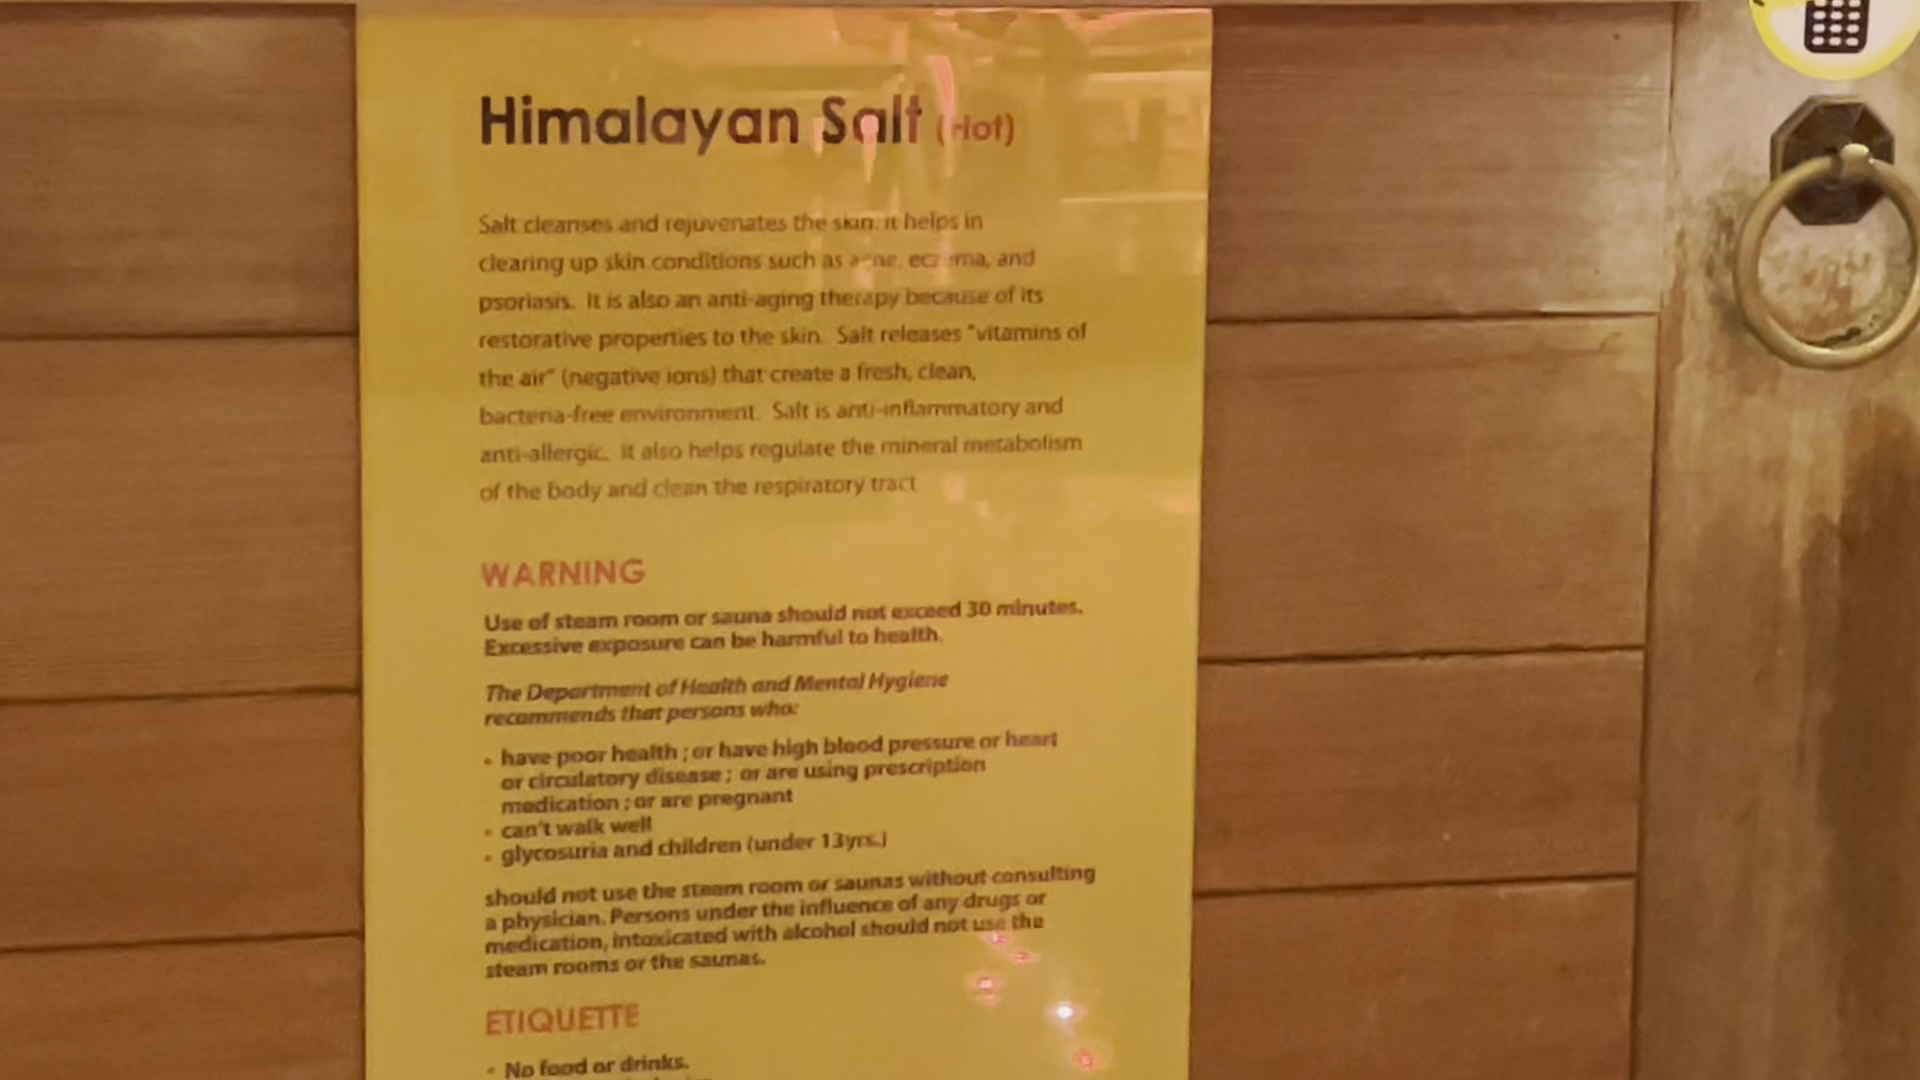 Himalayan Salt (Hot)
Salt cleanses and rejuvenates the skin. It helps in
clearing up skin conditions such as acne, eczema, and
psoriasis. It is also an anti-aging therapy because of its
restorative properties to the skin. Salt releases "vitamins of
the air" (negative ions) that create a fresh, clean,
bacteria-free environment. Salt is anti-inflammatory and
anti-allergic. It also helps regulate the mineral metabolism
of the body and clean the respiratory tract
WARNING
Use of steam room or sauna should not exceed 30 minutes.
Excessive exposure can be harmful to health.
The Department of Health and Mental Hygiene
recommends that persons who:
• have poor health ; or have high blood pressure or heart
or circulatory disease ; or are using prescription
medication ; or are pregnant
• can't walk well
• glycosuria and children (under 13yrs.)
should not use the steam room or saunas without consulting
a physician. Persons under the influence of any drugs or
medication, intoxicated with alcohol should not use the
steam rooms or the saunas.
ETIQUETTE
• No food or drinks.